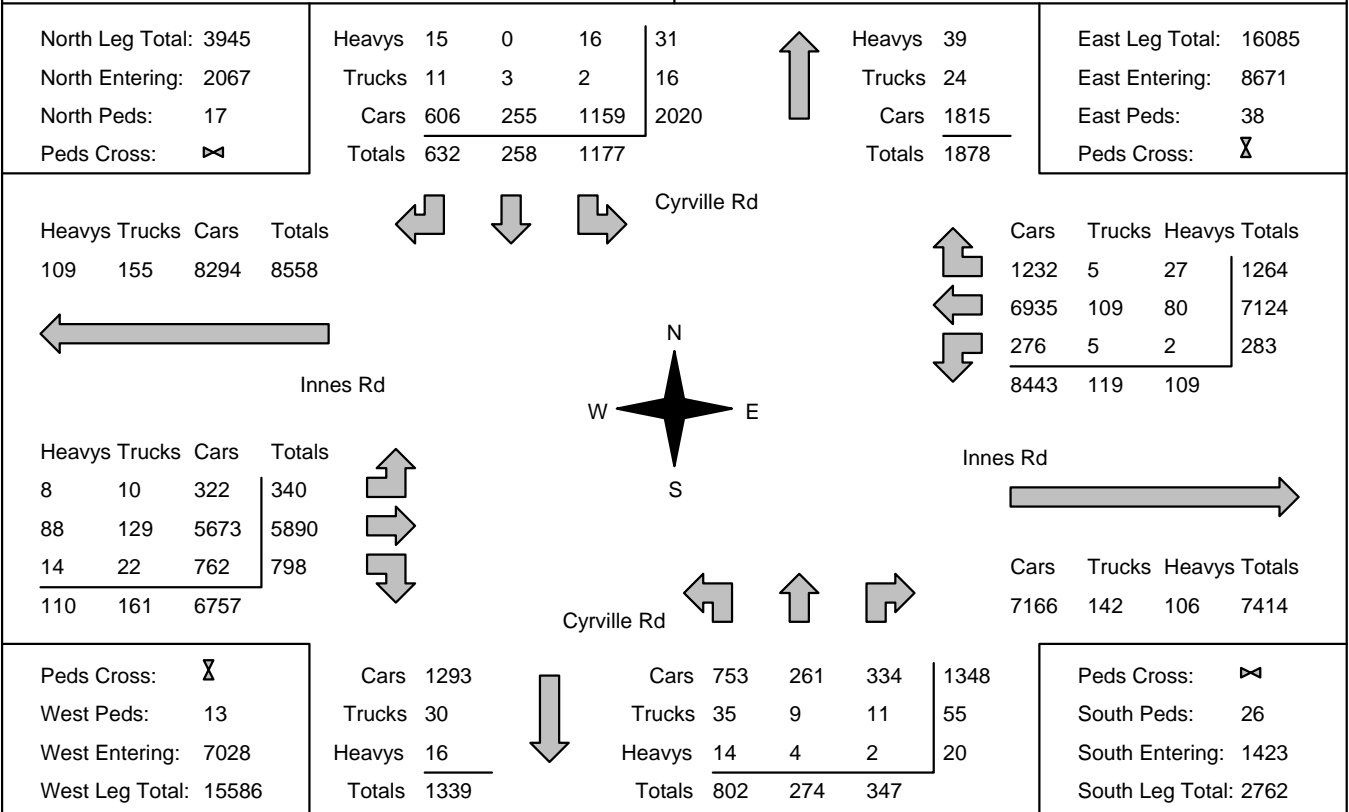 North Leg Total: 3945
North Entering: 2067
North Peds: 17
Peds Cross:
Heavys 15 0 16 31
Trucks 11 3 2 16
Cars 606 255 1159 2020
Totals 632 258 1177
Heavys 39
Trucks 24
Cars 1815
Totals 1878
East Leg Total: 16085
East Entering: 8671
East Peds: 38
Peds Cross:
Cyrville Rd
Heavys Trucks Cars Totals
109 155 8294 8558
Cars Trucks Heavys Totals
1232 5 27 1264
6935 109 80 7124
276 5 2 283
8443 119 109
Innes Rd
N
W E
S
Heavys Trucks Cars Totals
8 10 322 340
88 129 5673 5890
14 22 762 798
110 161 6757
Innes Rd
Cars Trucks Heavys Totals
7166 142 106 7414
Cyrville Rd
Peds Cross:
West Peds: 13
West Entering: 7028
West Leg Total: 15586
Cars 1293
Trucks 30
Heavys 16
Totals 1339
Cars 753 261 334 1348
Trucks 35 9 11 55
Heavys 14 4 2 20
Totals 802 274 347
Peds Cross:
South Peds: 26
South Entering: 1423
South Leg Total: 2762